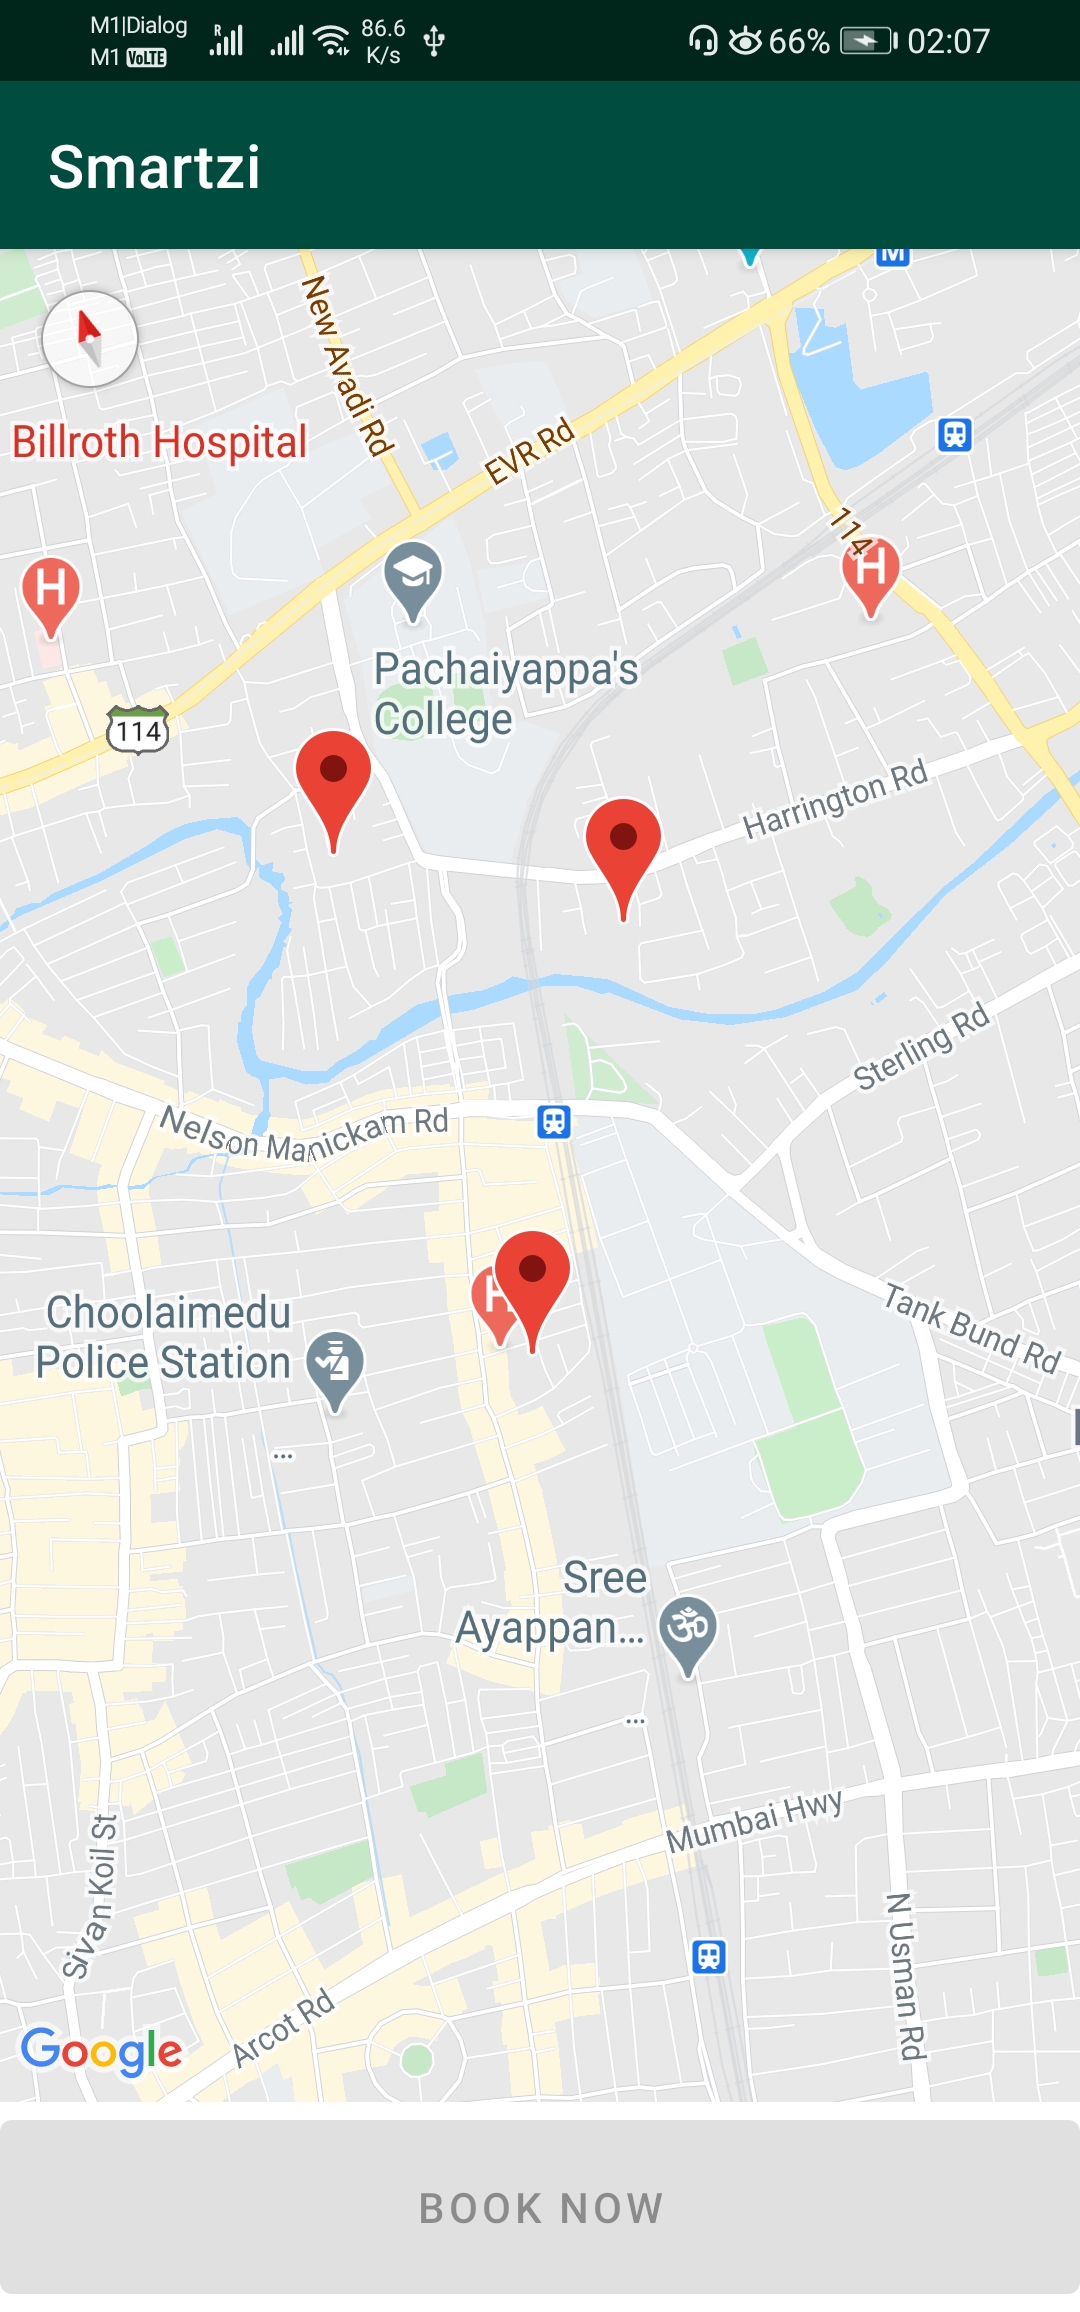 M1|Dialog
M1 VoLTE
R
86.6
K/s
66%
02:07
Smartzi
M
New Avadi Rd
Billroth Hospital
EVR Rd
114
H
H
Pachaiyappa's
College
114
Harrington Rd
Sterling Rd
Nelson Manickam Rd
H
Choolaimedu
Police Station
Tank Bund Rd
...
Sree
Ayappan...
ॐ
...
Mumbai Hwy
Sivan Koil St
N Usman Rd
Arcot Rd
Google
BOOK NOW